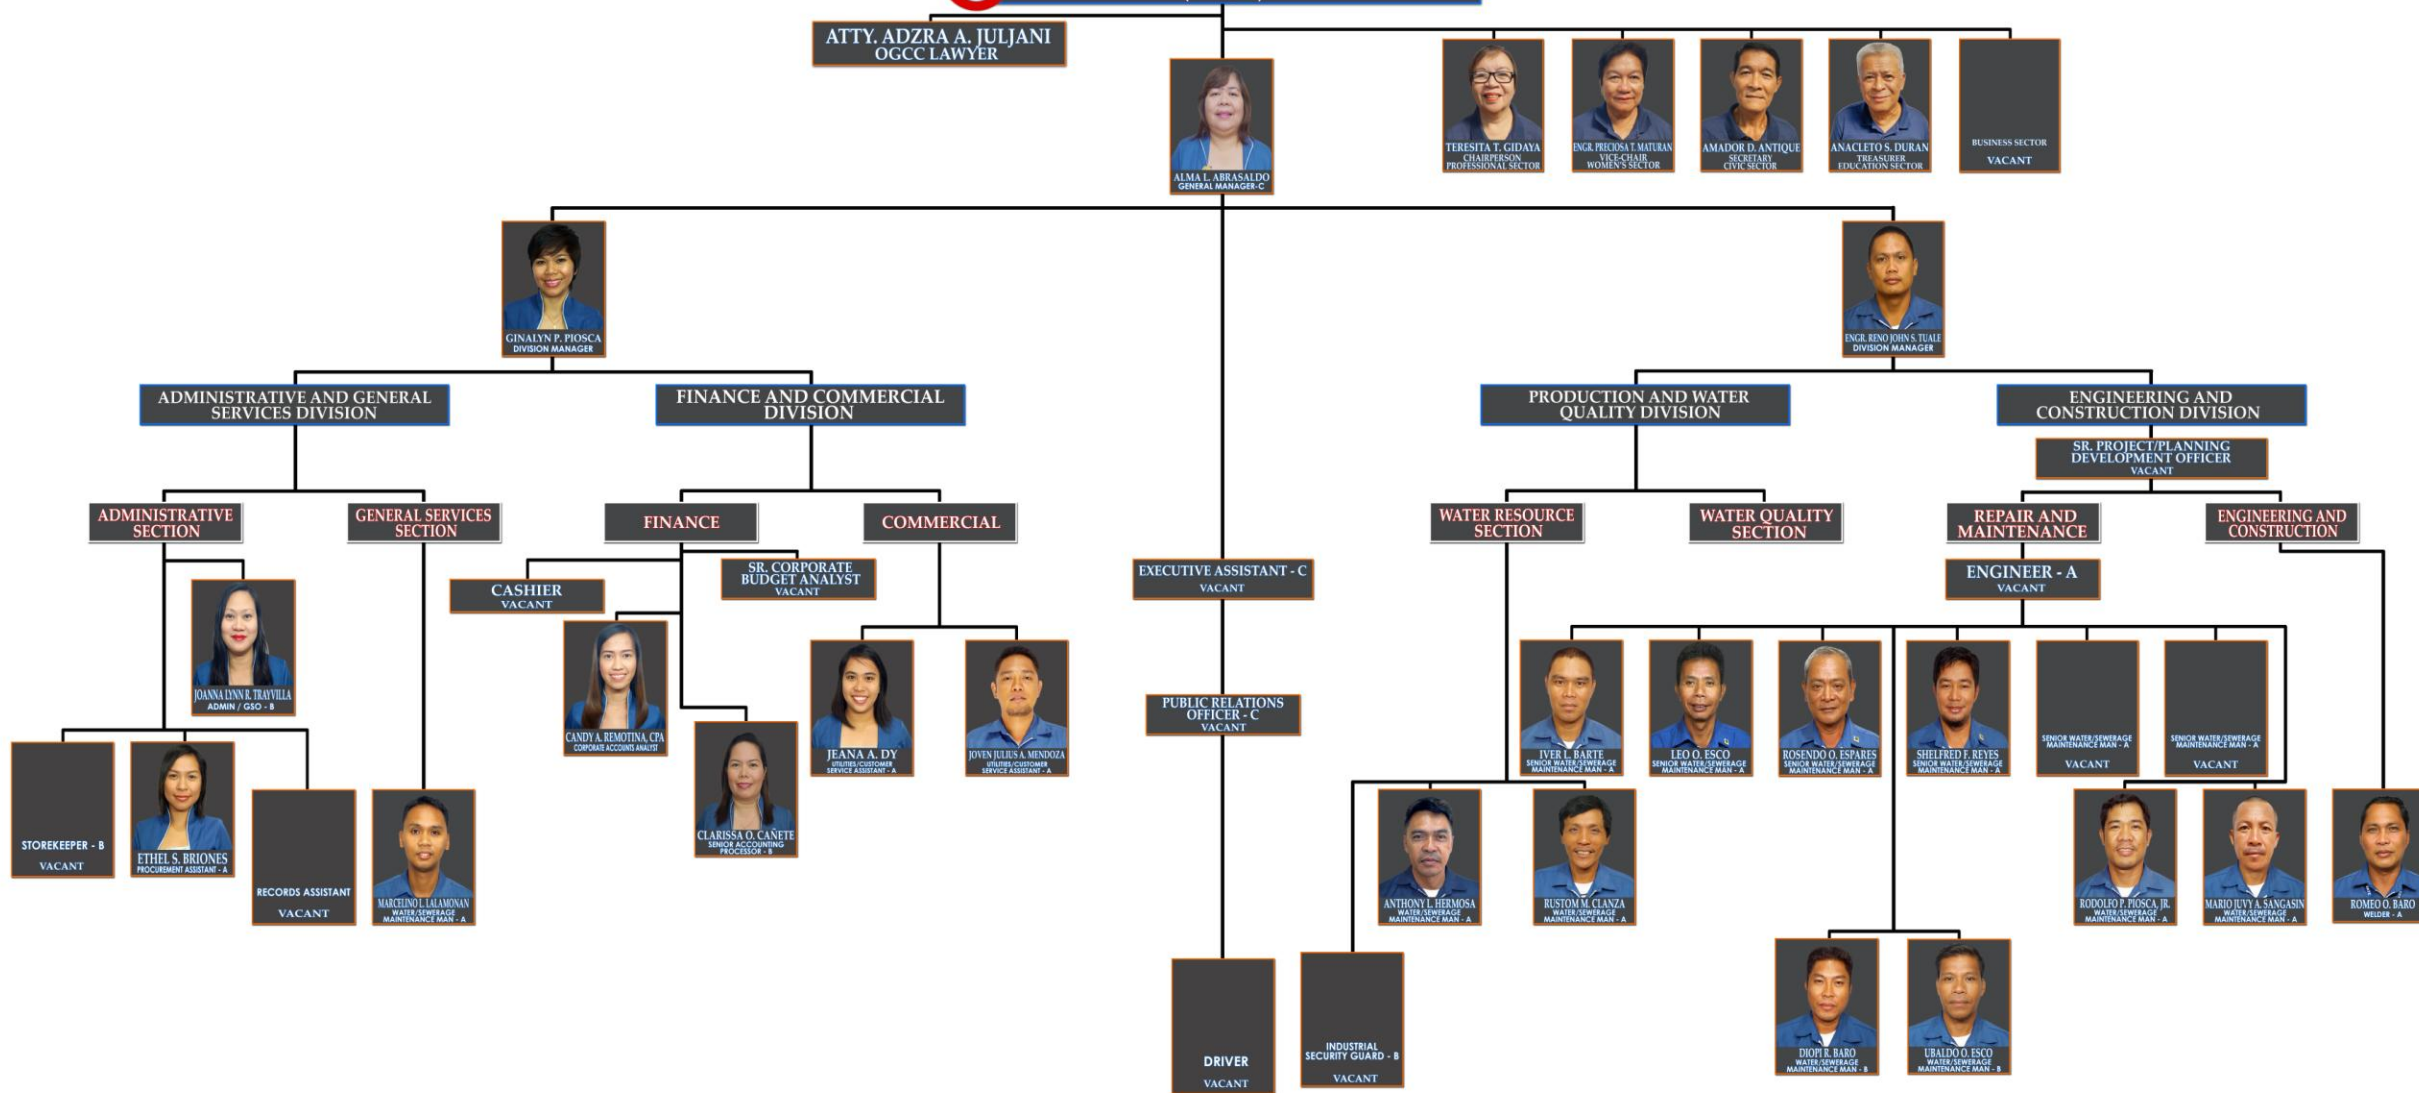 ATTY. ADZRA A. JULJANI
OGCC LAWYER
ALMA L. ABRASALDO
GENERAL MANAGER-C
TERESITA T. GIDAYA
CHAIRPERSON
PROFESSIONAL SECTOR
ENGR. PRECIOSA T. MATURAN
VICE-CHAIR
WOMEN'S SECTOR
AMADOR D. ANTIQUE
SECRETARY
CIVIC SECTOR
ANACLETO S. DURAN
TREASURER
EDUCATION SECTOR
BUSINESS SECTOR
VACANT
GINALYN P. PIOSCA
DIVISION MANAGER
ENGR. RENO JOHN S. TUALE
DIVISION MANAGER
ADMINISTRATIVE AND GENERAL
SERVICES DIVISION
FINANCE AND COMMERCIAL
DIVISION
PRODUCTION AND WATER
QUALITY DIVISION
ENGINEERING AND
CONSTRUCTION DIVISION
SR. PROJECT/PLANNING
DEVELOPMENT OFFICER
VACANT
ADMINISTRATIVE
SECTION
GENERAL SERVICES
SECTION
FINANCE
COMMERCIAL
WATER RESOURCE
SECTION
WATER QUALITY
SECTION
REPAIR AND
MAINTENANCE
ENGINEERING AND
CONSTRUCTION
CASHIER
VACANT
SR. CORPORATE
BUDGET ANALYST
VACANT
EXECUTIVE ASSISTANT - C
VACANT
ENGINEER - A
VACANT
JOANNA LYNN R. TRAYVILLA
ADMIN / GSO - B
CANDY A. REMOTINA, CPA
CORPORATE ACCOUNTS ANALYST
JEANA A. DY
UTILITIES/CUSTOMER
SERVICE ASSISTANT - A
JOVEN JULIUS A. MENDOZA
UTILITIES/CUSTOMER
SERVICE ASSISTANT - A
PUBLIC RELATIONS
OFFICER - C
VACANT
IVER L. BARTE
SENIOR WATER/SEWERAGE
MAINTENANCE MAN - A
LEO O. ESCO
SENIOR WATER/SEWERAGE
MAINTENANCE MAN - A
ROSENDO O. ESPARES
SENIOR WATER/SEWERAGE
MAINTENANCE MAN - A
SHELFRED F. REYES
SENIOR WATER/SEWERAGE
MAINTENANCE MAN - A
SENIOR WATER/SEWERAGE
MAINTENANCE MAN - A
VACANT
SENIOR WATER/SEWERAGE
MAINTENANCE MAN - A
VACANT
STOREKEEPER - B
VACANT
ETHEL S. BRIONES
PROCUREMENT ASSISTANT - A
RECORDS ASSISTANT
VACANT
MARCELINO L. LALAMONAN
WATER/SEWERAGE
MAINTENANCE MAN - A
CLARISSA O. CAÑETE
SENIOR ACCOUNTING
PROCESSOR - B
ANTHONY L. HERMOSA
WATER/SEWERAGE
MAINTENANCE MAN - A
RUSTOM M. CLANZA
WATER/SEWERAGE
MAINTENANCE MAN - A
RODOLFO P. PIOSCA, JR.
WATER/SEWERAGE
MAINTENANCE MAN - A
MARIO JUVY A. SANGASIN
WATER/SEWERAGE
MAINTENANCE MAN - A
ROMEO O. BARO
WELDER - A
DRIVER
VACANT
INDUSTRIAL
SECURITY GUARD - B
VACANT
DIOPI R. BARO
WATER/SEWERAGE
MAINTENANCE MAN - B
UBALDO O. ESCO
WATER/SEWERAGE
MAINTENANCE MAN - B